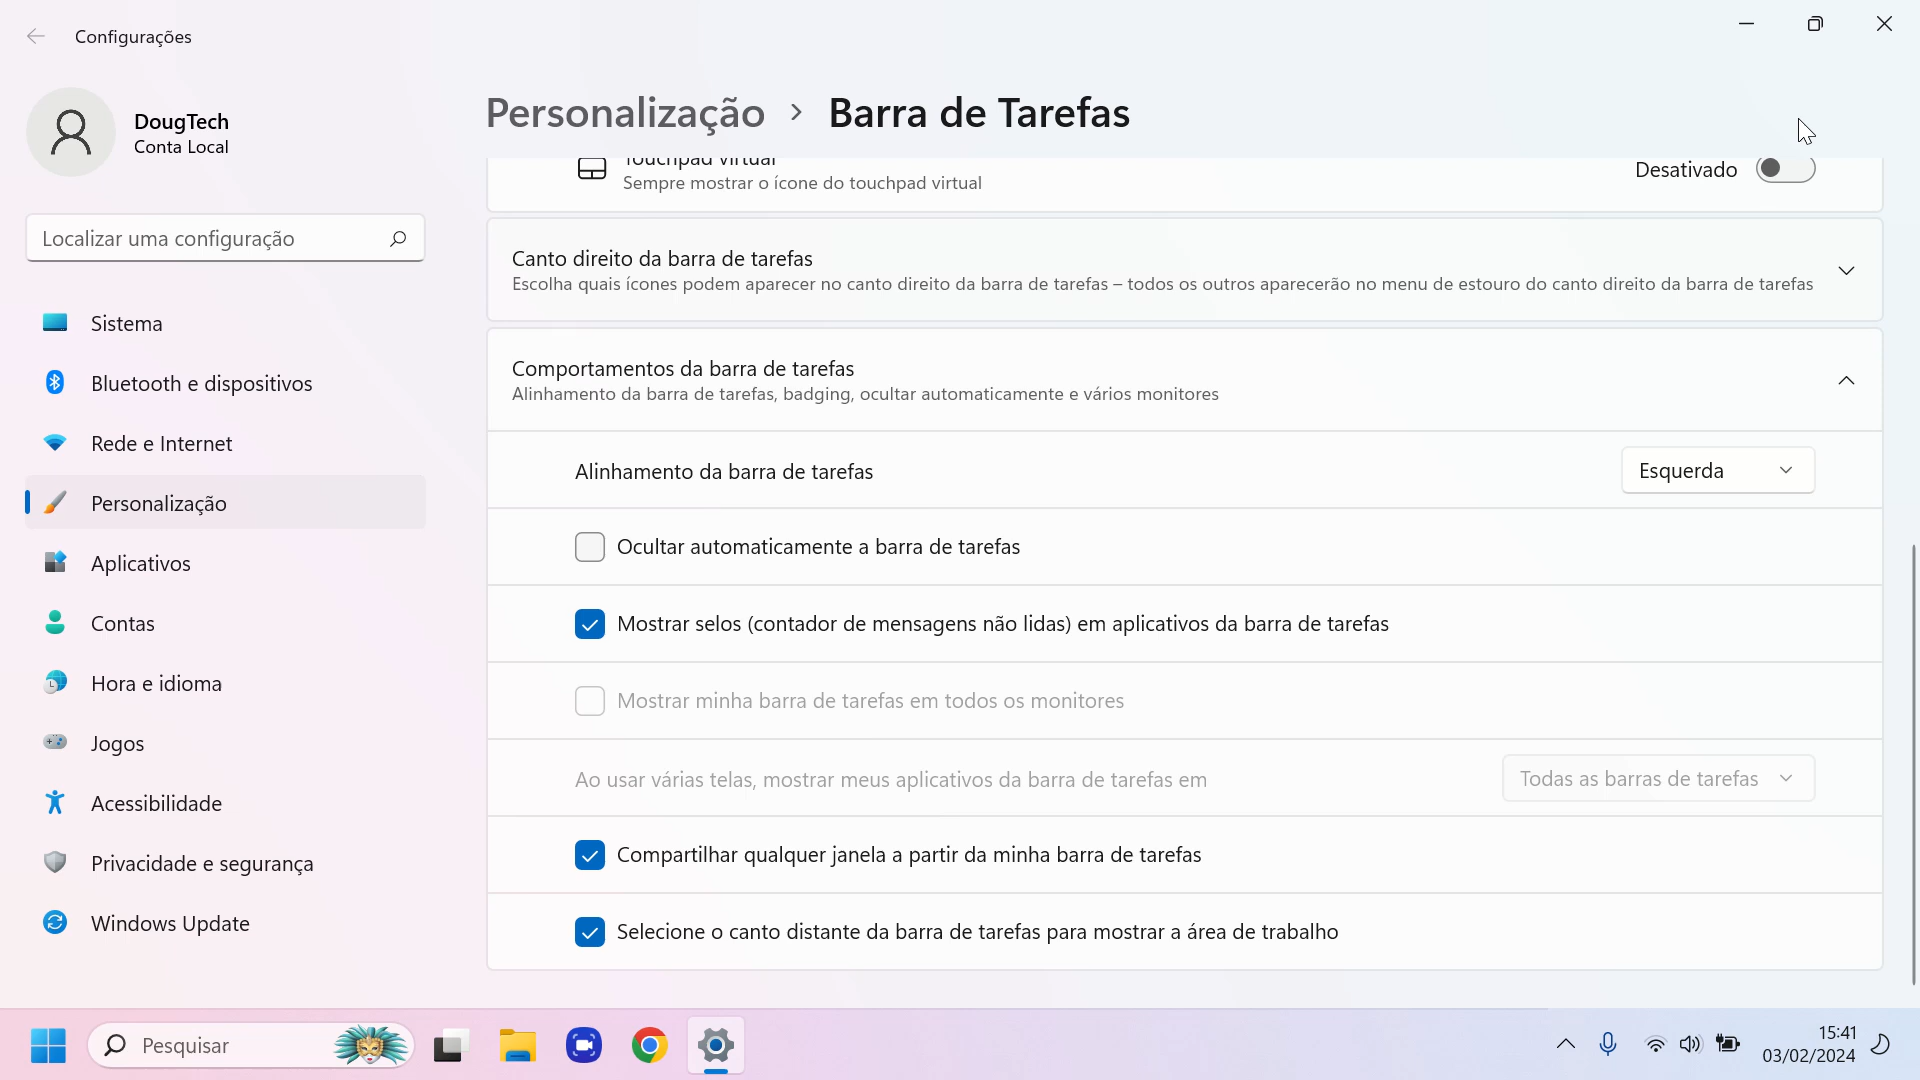 Configurações
DougTech
Conta Local
Localizar uma configuração
Sistema
Bluetooth e dispositivos
Rede e Internet
Personalização
Aplicativos
Contas
Hora e idioma
Jogos
Acessibilidade
Privacidade e segurança
Windows Update
Personalização > Barra de Tarefas
Touchpad virtual
Sempre mostrar o ícone do touchpad virtual
Desativado
Canto direito da barra de tarefas
Escolha quais ícones podem aparecer no canto direito da barra de tarefas – todos os outros aparecerão no menu de estouro do canto direito da barra de tarefas
Comportamentos da barra de tarefas
Alinhamento da barra de tarefas, badging, ocultar automaticamente e vários monitores
Alinhamento da barra de tarefas
Esquerda
Ocultar automaticamente a barra de tarefas
Mostrar selos (contador de mensagens não lidas) em aplicativos da barra de tarefas
Mostrar minha barra de tarefas em todos os monitores
Ao usar várias telas, mostrar meus aplicativos da barra de tarefas em
Todas as barras de tarefas
Compartilhar qualquer janela a partir da minha barra de tarefas
Selecione o canto distante da barra de tarefas para mostrar a área de trabalho
Pesquisar
15:41
03/02/2024